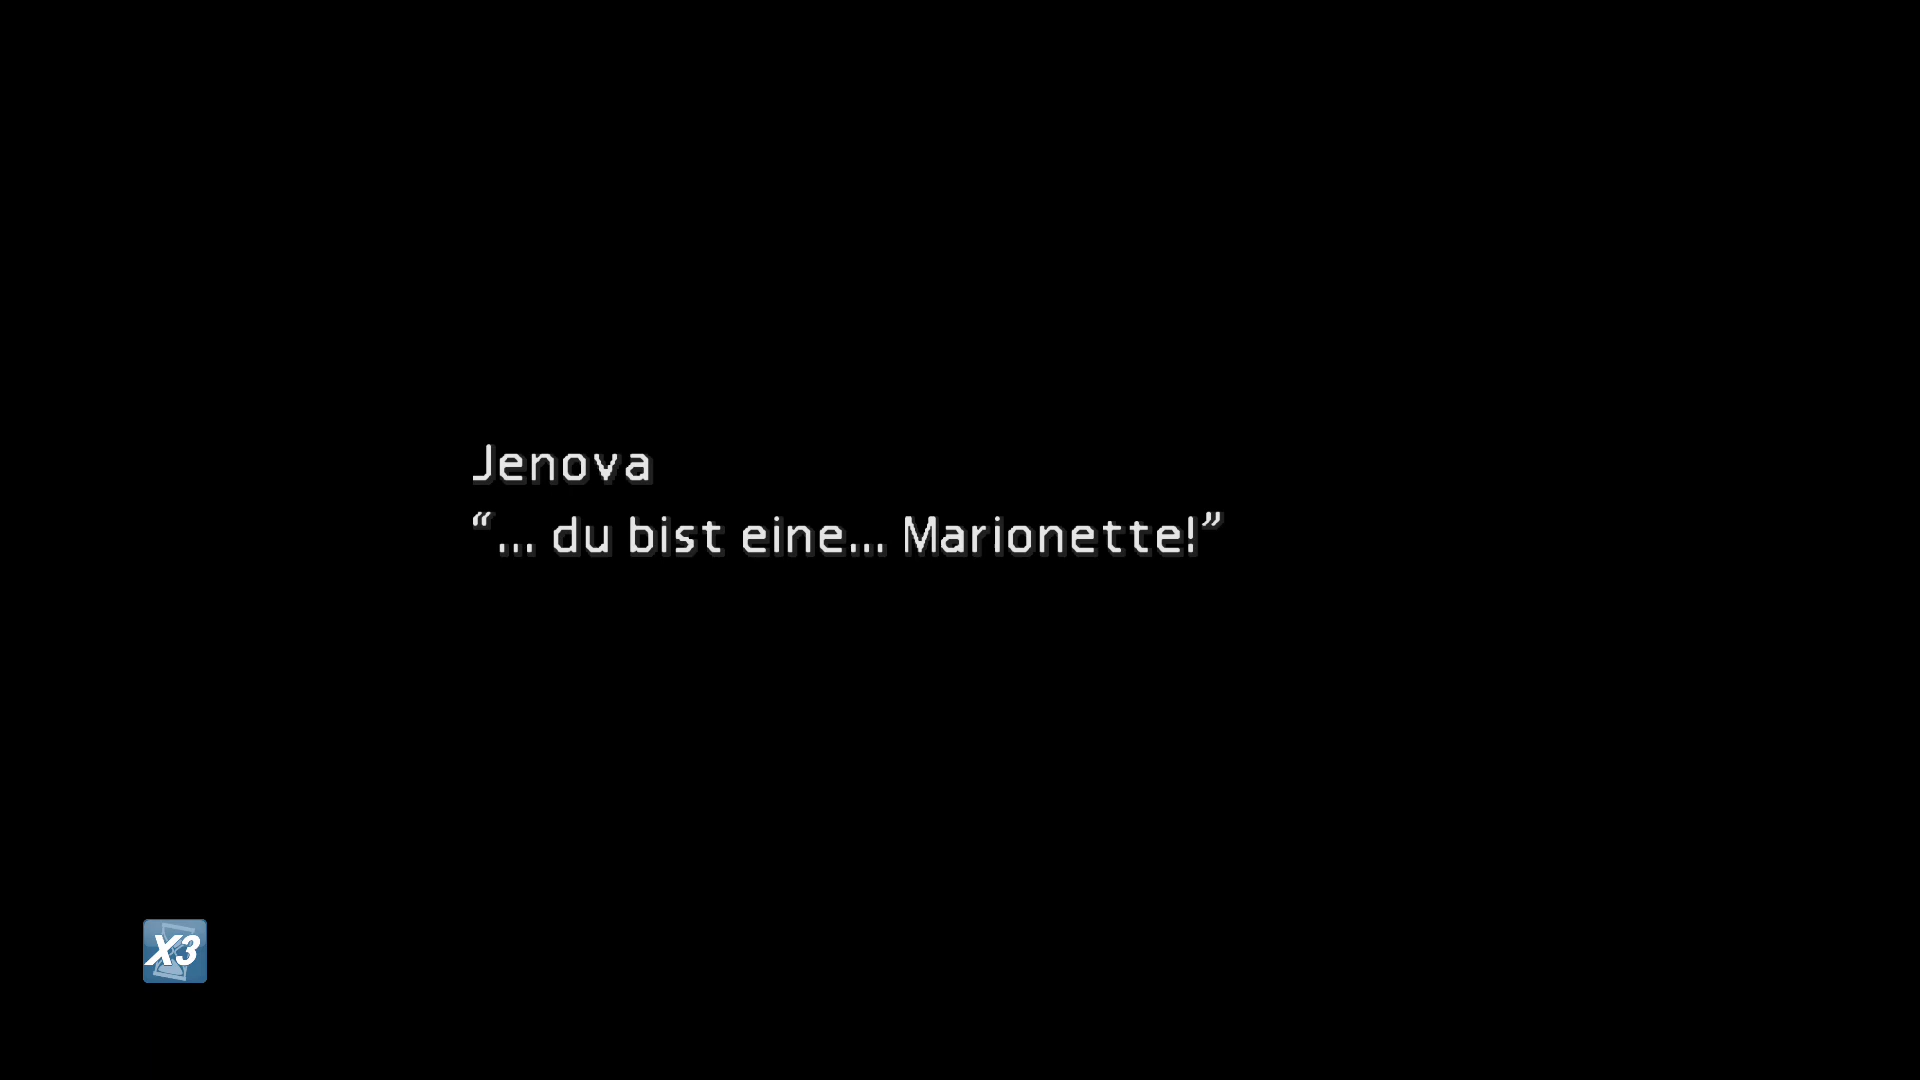 Jenova
“... du bist eine... Marionette!”
X3